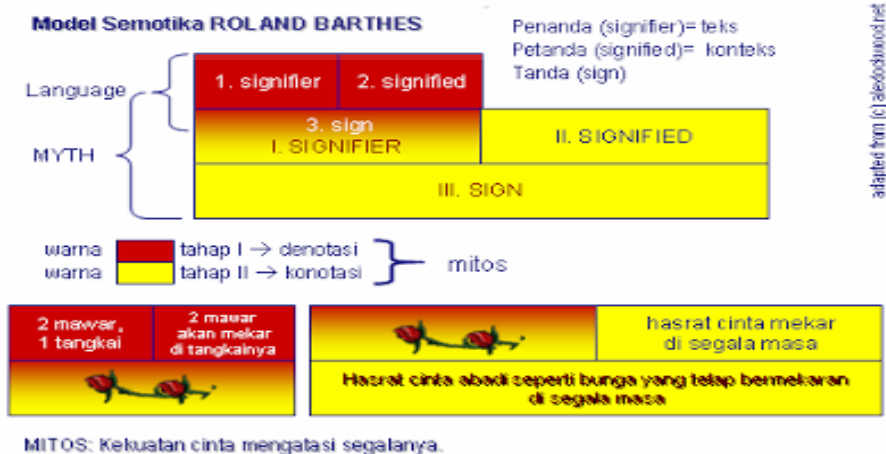 Model Semotika ROLAND BARTHES
Penanda (signifier)= teks
Petanda (signified)= konteks
Tanda (sign)
Language
1. signifier
2. signified
MYTH
3. sign
I. SIGNIFIER
II. SIGNIFIED
III. SIGN
warna tahap I → denotasi
warna tahap II → konotasi
mitos
2 mawar,
1 tangkai
2 mawar
akan mekar
di tangkainya
hasrat cinta mekar
di segala masa
Hasrat cinta abadi seperti bunga yang tetap bermekaran
di segala masa
MITOS: Kekuatan cinta mengatasi segalanya.
adapted from (c) alexlockwood.net